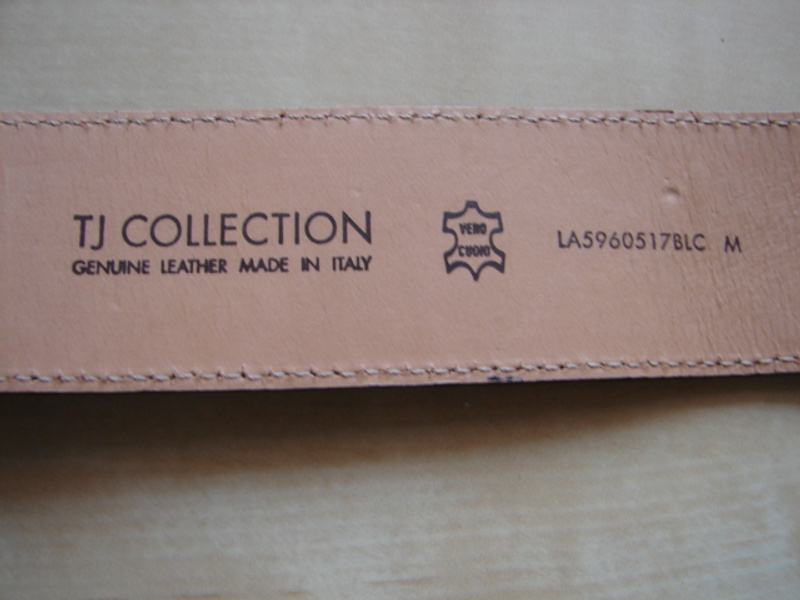 TJ COLLECTION
GENUINE LEATHER MADE IN ITALY
VERO
CUOIO
LA5960517BLC M